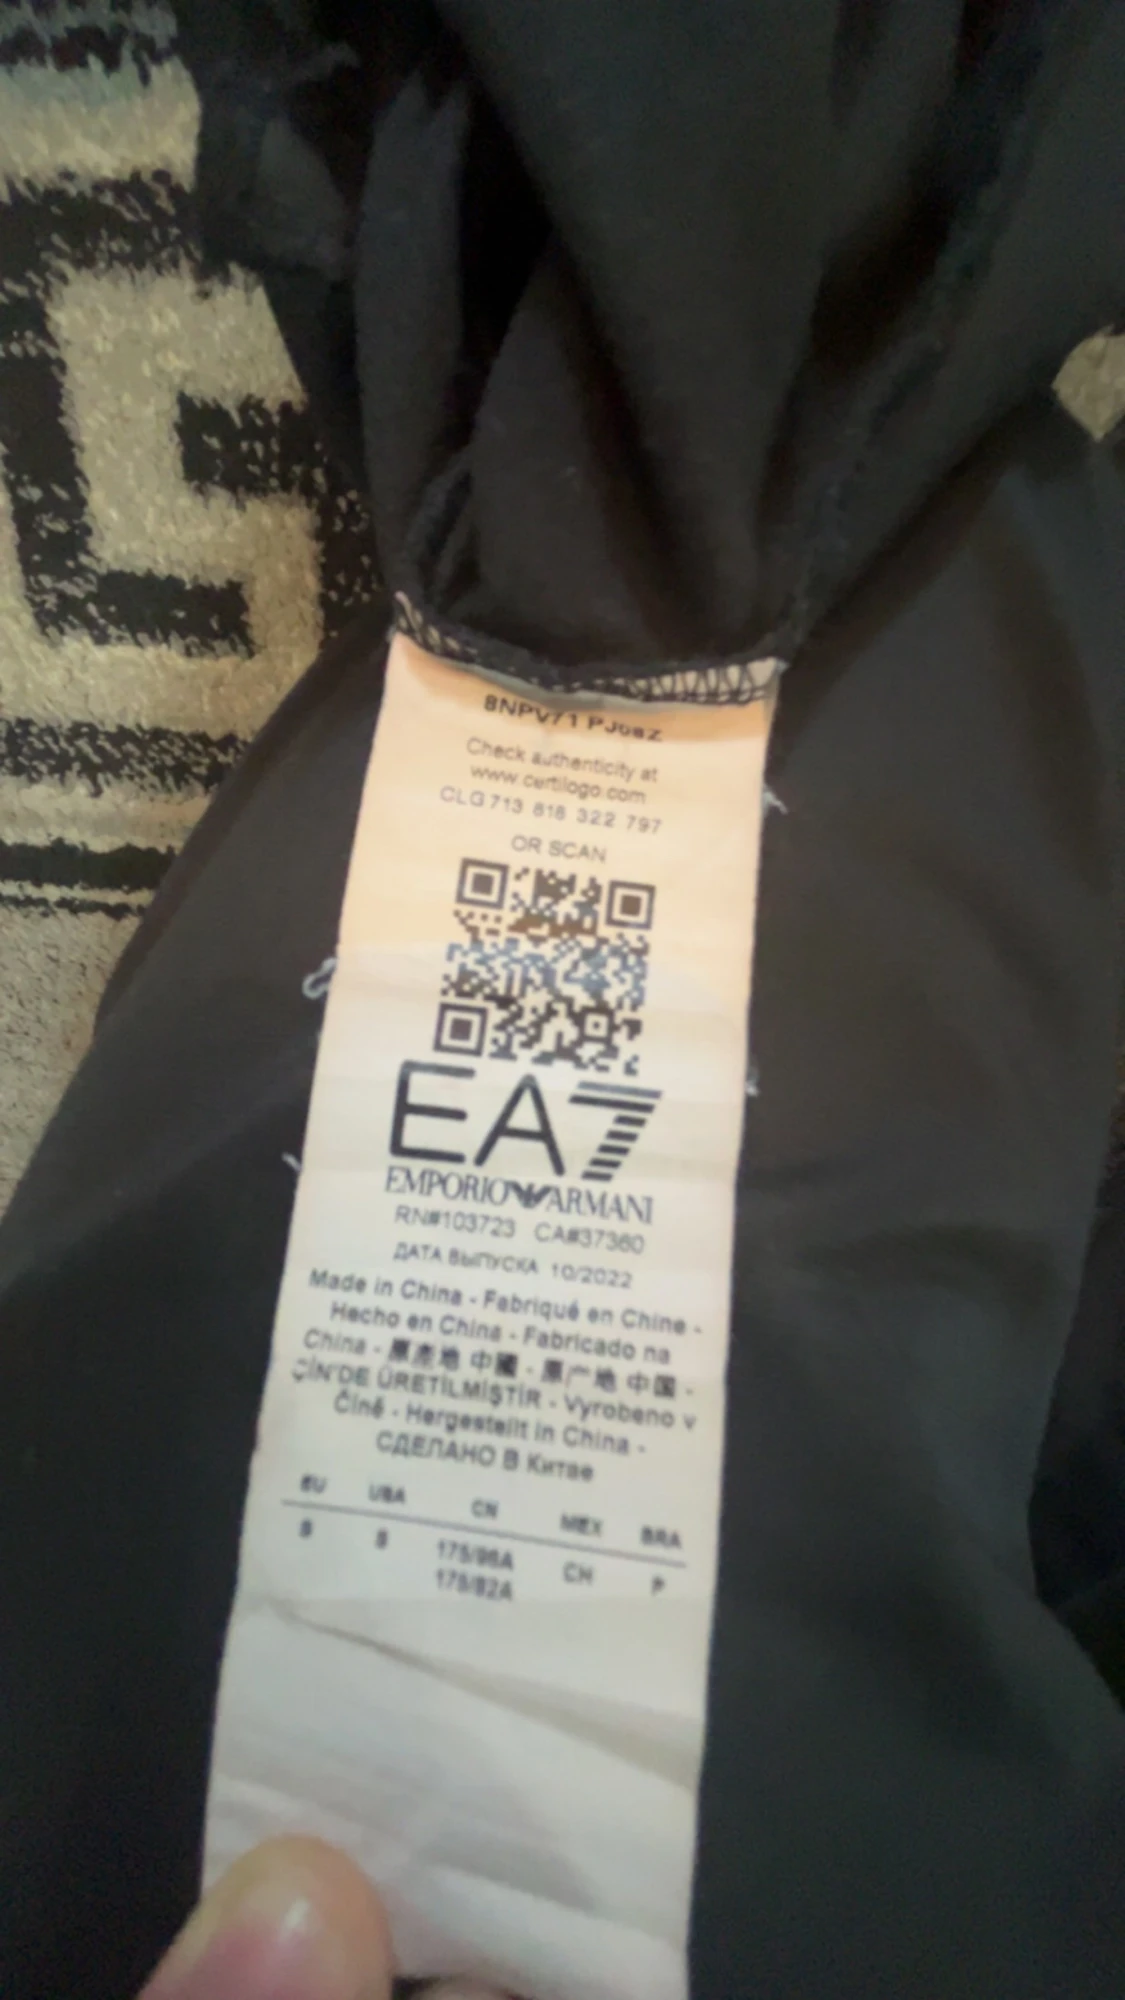 8NPV71 PJ08Z
Check authenticity at
www.certilogo.com
CLG 713 818 322 797
OR SCAN
EA7
EMPORIO ARMANI
RN#103723 CA#37360
ДАТА ВЫПУСКА 10/2022
Made in China - Fabriqué en Chine -
Hecho en China - Fabricado na
China - 原產地 中國 - 原产地 中国 -
ÇİN'DE ÜRETİLMİŞTİR - Vyrobeno v
Číně - Hergestellt in China -
СДЕЛАНО В Китае
EU USA CN MEX BRA
S S 175/96A CH P
175/82A